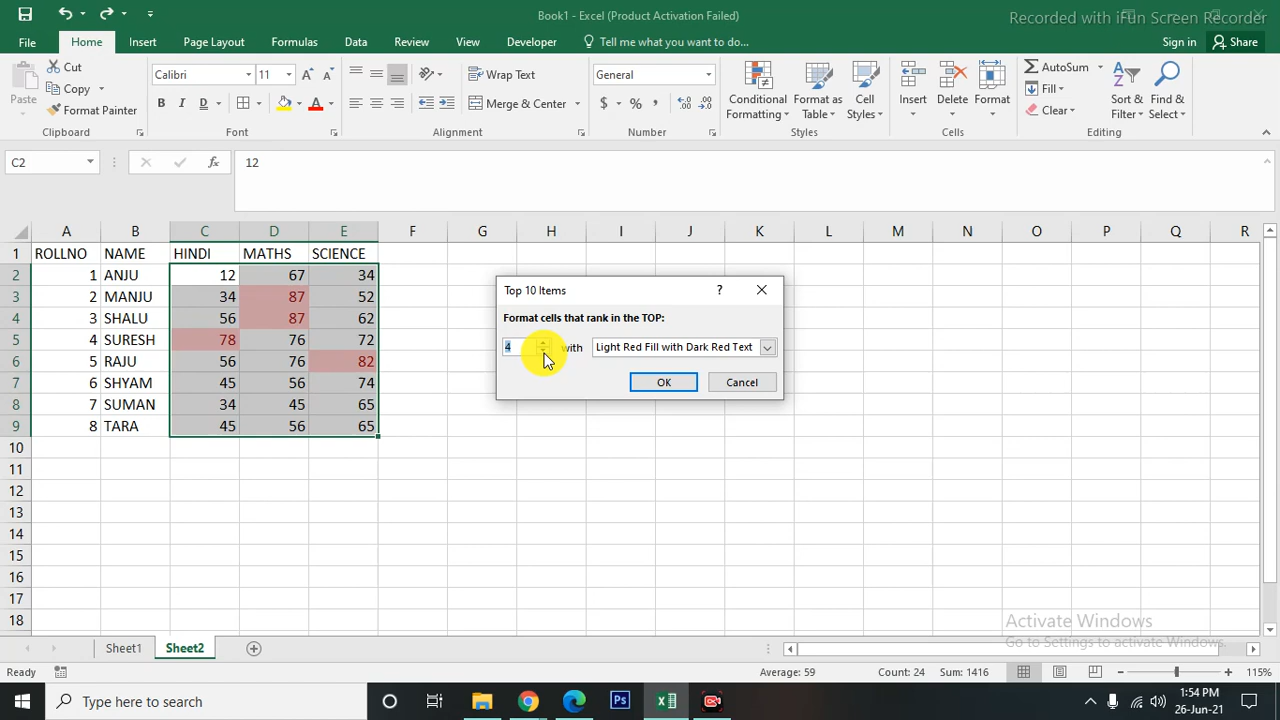 Book1 - Excel (Product Activation Failed)
Recorded with iFun Screen Recorder
File Home Insert Page Layout Formulas Data Review View Developer Tell me what you want to do... Sign in Share
Paste
Cut
Copy
Format Painter
Clipboard
Calibri 11
B I D A
Font
Wrap Text
Merge & Center
Alignment
General
$ % ,
Number
Conditional Formatting
Format as Table
Cell Styles
Styles
Insert Delete Format
Cells
AutoSum
Fill
Clear
Sort & Filter
Find & Select
Editing
C2 fx 12
A B C D E F G H I J K L M N O P Q R
1 ROLLNO NAME HINDI MATHS SCIENCE
2 1 ANJU 12 67 34
3 2 MANJU 34 87 52
4 3 SHALU 56 87 62
5 4 SURESH 78 76 72
6 5 RAJU 56 76 82
7 6 SHYAM 45 56 74
8 7 SUMAN 34 45 65
9 8 TARA 45 56 65
10
11
12
13
14
15
16
17
18
Top 10 Items ?
Format cells that rank in the TOP:
4 with Light Red Fill with Dark Red Text
OK Cancel
Activate Windows
Go to Settings to activate Windows.
Sheet1 Sheet2
Ready Average: 59 Count: 24 Sum: 1416 115%
Type here to search
Ps
1:54 PM
26-Jun-21